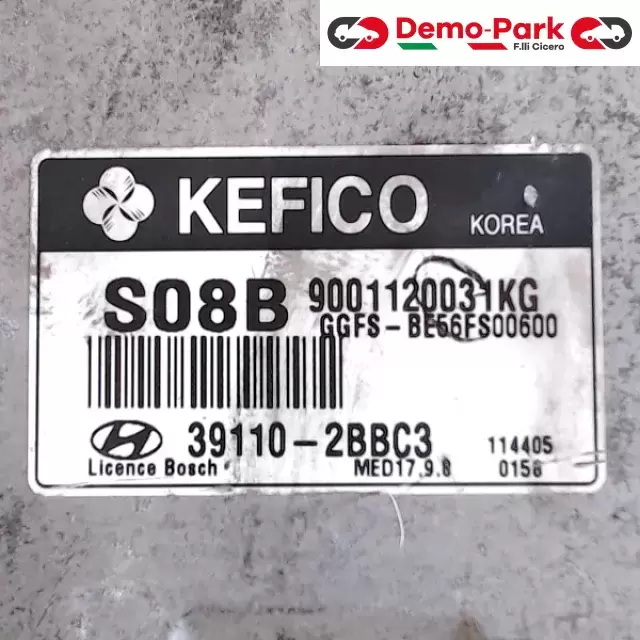 Demo-Park
F.lli Cicero
KEFICO
KOREA
S08B 9001120031KG
GGFS-BE56FS00600
39110-2BBC3 114405
Licence Bosch MED17.9.8 0156